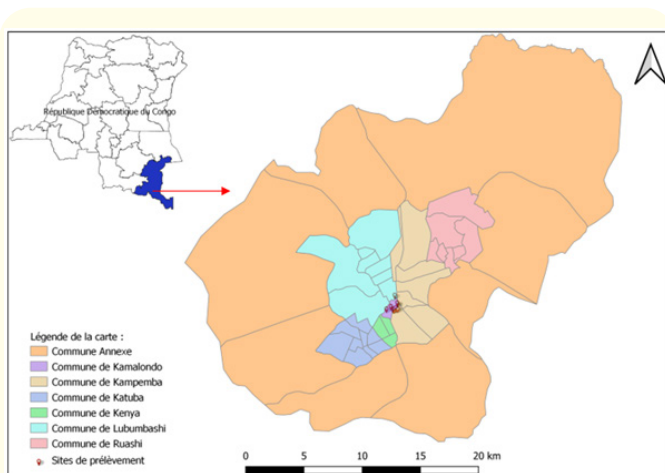 République Démocratique du Congo
Légende de la carte :
Commune Annexe
Commune de Kamalondo
Commune de Kampemba
Commune de Katuba
Commune de Kenya
Commune de Lubumbashi
Commune de Ruashi
Sites de prélèvement
0 5 10 15 20 km